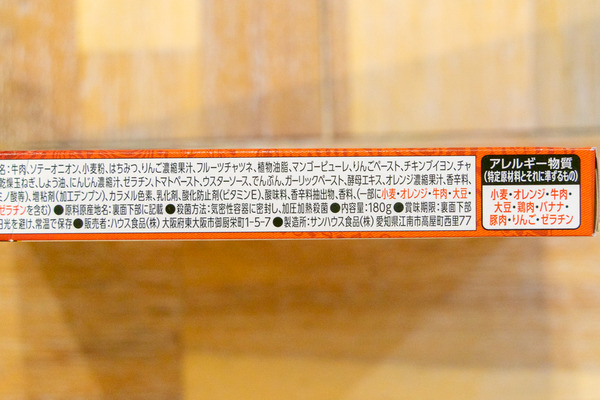 名:牛肉、ソテーオニオン、小麦粉、はちみつ、りんご濃縮果汁、フルーツチャツネ、植物油脂、マンゴーピューレ、りんごペースト、チキンブイヨン、チャ
乾燥玉ねぎ、しょう油、にんじん濃縮汁、ゼラチン、トマトペースト、ウスターソース、でんぷん、ガーリックペースト、酵母エキス、オレンジ濃縮果汁、香辛料、
ミノ酸等)、増粘剤(加工デンプン)、カラメル色素、乳化剤、酸化防止剤(ビタミンE)、酸味料、香辛料抽出物、香料、(一部に小麦・オレンジ・牛肉・大豆・
ゼラチンを含む) ●原料原産地名:裏面下部に記載 ●殺菌方法:気密性容器に密封し、加圧加熱殺菌 ●内容量:180g ●賞味期限:裏面下部
日光を避け、常温で保存 ●販売者:ハウス食品(株) 大阪府東大阪市御厨栄町1-5-7 ●製造所:サンハウス食品(株) 愛知県江南市高屋町西里77
アレルギー物質
(特定原材料とそれに準ずるもの)
小麦・オレンジ・牛肉・
大豆・鶏肉・バナナ・
豚肉・りんご・ゼラチン